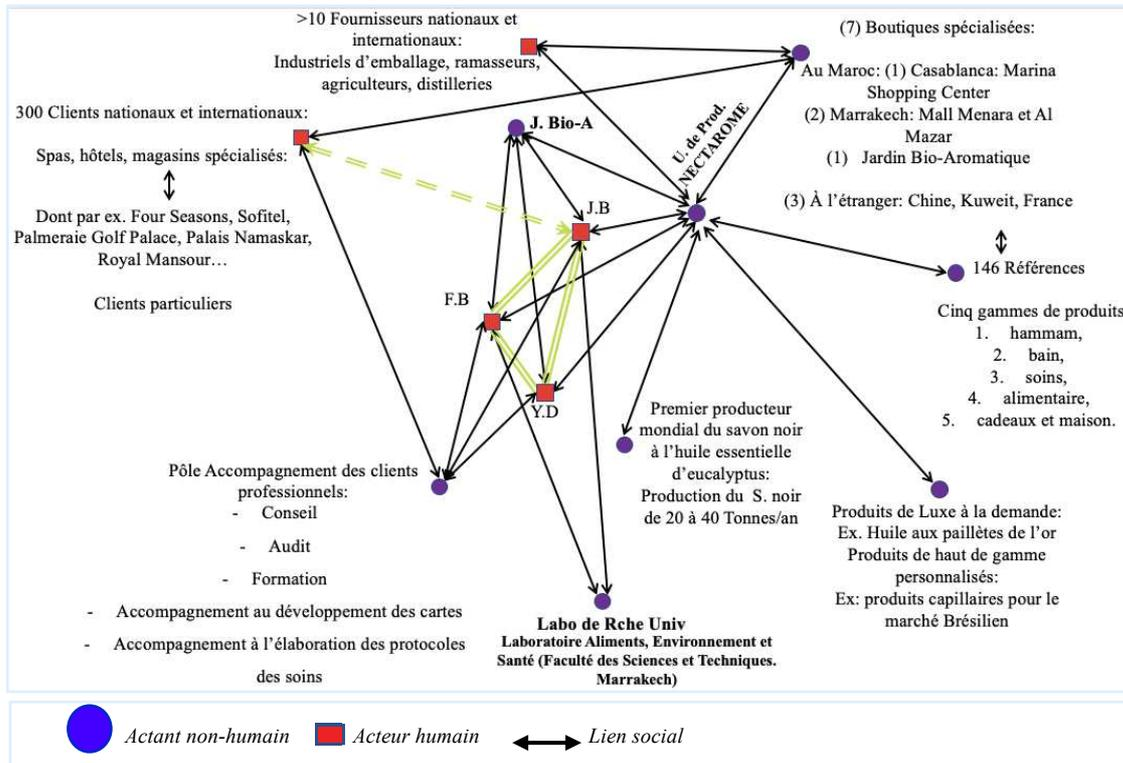 >10 Fournisseurs nationaux et
internationaux:
Industriels d’emballage, ramasseurs,
agriculteurs, distilleries
(7) Boutiques spécialisées:
Au Maroc: (1) Casablanca: Marina
Shopping Center
(2) Marrakech: Mall Menara et Al
Mazar
(1) Jardin Bio-Aromatique
(3) À l’étranger: Chine, Kuweit, France
146 Références
Cinq gammes de produits
1. hammam,
2. bain,
3. soins,
4. alimentaire,
5. cadeaux et maison.
300 Clients nationaux et internationaux:
Spas, hôtels, magasins spécialisés:
Dont par ex. Four Seasons, Sofitel,
Palmeraie Golf Palace, Palais Namaskar,
Royal Mansour…
Clients particuliers
J. Bio-A
U. de Prod.
NECTAROME
J.B
F.B
Y.D
Premier producteur
mondial du savon noir
à l’huile essentielle
d’eucalyptus:
Production du S. noir
de 20 à 40 Tonnes/an
Produits de Luxe à la demande:
Ex. Huile aux paillètes de l’or
Produits de haut de gamme
personnalisés:
Ex: produits capillaires pour le
marché Brésilien
Pôle Accompagnement des clients
professionnels:
- Conseil
- Audit
- Formation
- Accompagnement au développement des cartes
- Accompagnement à l’élaboration des protocoles
des soins
Labo de Rche Univ
Laboratoire Aliments, Environnement et
Santé (Faculté des Sciences et Techniques.
Marrakech)
Actant non-humain
Acteur humain
Lien social